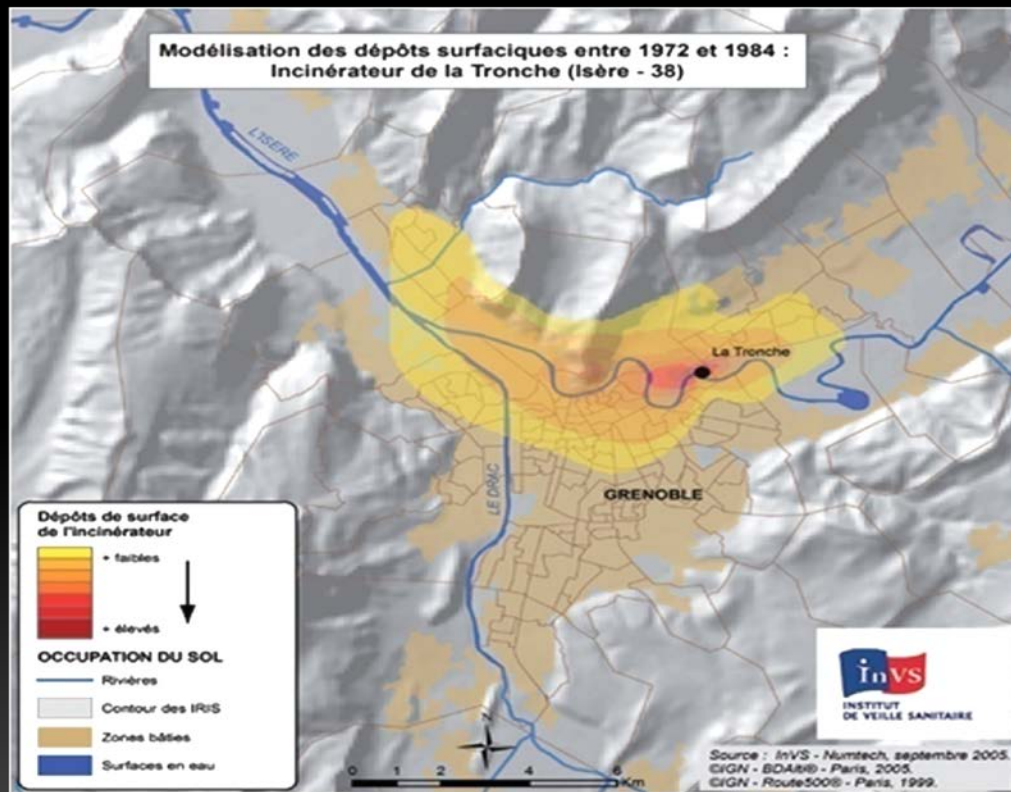 Modélisation des dépôts surfaciques entre 1972 et 1984 :
Incinérateur de la Tronche (Isère - 38)
L'ISERE
La Tronche
GRENOBLE
LE DRAC
Dépôts de surface
de l'incinérateur
+ faibles
+ élevés
OCCUPATION DU SOL
Rivières
Contour des IRIS
Zones bâties
Surfaces en eau
N
0 1 2 4 6
Km
InVS
INSTITUT
DE VEILLE SANITAIRE
Source : InVS - Numtech, septembre 2005.
©IGN - BDAlti® - Paris, 2005.
©IGN - Route500® - Paris, 1999.